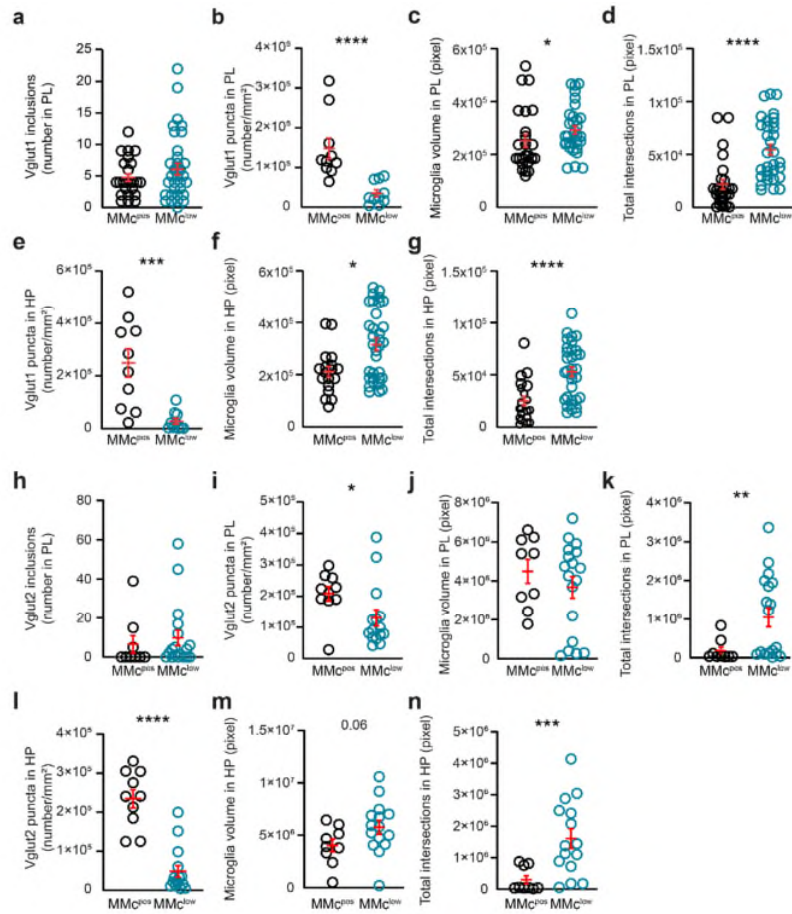 a
Vglut1 inclusions
(number in PL)
25
20
15
10
5
0
MMcᵖᵒˢ MMcˡᵒʷ
b
****
Vglut1 puncta in PL
(number/mm²)
4×10⁵
3×10⁵
2×10⁵
1×10⁵
0
MMcᵖᵒˢ MMcˡᵒʷ
c
*
Microglia volume in PL (pixel)
6×10⁵
4×10⁵
2×10⁵
0
MMcᵖᵒˢ MMcˡᵒʷ
d
****
Total intersections in PL (pixel)
1.5×10⁵
1×10⁵
5×10⁴
0
MMcᵖᵒˢ MMcˡᵒʷ
e
***
Vglut1 puncta in HP
(number/mm²)
6×10⁵
4×10⁵
2×10⁵
0
MMcᵖᵒˢ MMcˡᵒʷ
f
*
Microglia volume in HP (pixel)
6×10⁵
4×10⁵
2×10⁵
0
MMcᵖᵒˢ MMcˡᵒʷ
g
****
Total intersections in HP (pixel)
1.5×10⁵
1×10⁵
5×10⁴
0
MMcᵖᵒˢ MMcˡᵒʷ
h
Vglut2 inclusions
(number in PL)
80
60
40
20
0
MMcᵖᵒˢ MMcˡᵒʷ
i
*
Vglut2 puncta in PL
(number/mm²)
5×10⁵
4×10⁵
3×10⁵
2×10⁵
1×10⁵
0
MMcᵖᵒˢ MMcˡᵒʷ
j
Microglia volume in PL (pixel)
8×10⁶
6×10⁶
4×10⁶
2×10⁶
0
MMcᵖᵒˢ MMcˡᵒʷ
k
**
Total intersections in PL (pixel)
4×10⁶
3×10⁶
2×10⁶
1×10⁶
0
MMcᵖᵒˢ MMcˡᵒʷ
l
****
Vglut2 puncta in HP
(number/mm²)
4×10⁵
3×10⁵
2×10⁵
1×10⁵
0
MMcᵖᵒˢ MMcˡᵒʷ
m
0.06
Microglia volume in HP (pixel)
1.5×10⁷
1×10⁷
5×10⁶
0
MMcᵖᵒˢ MMcˡᵒʷ
n
***
Total intersections in HP (pixel)
5×10⁶
4×10⁶
3×10⁶
2×10⁶
1×10⁶
0
MMcᵖᵒˢ MMcˡᵒʷ